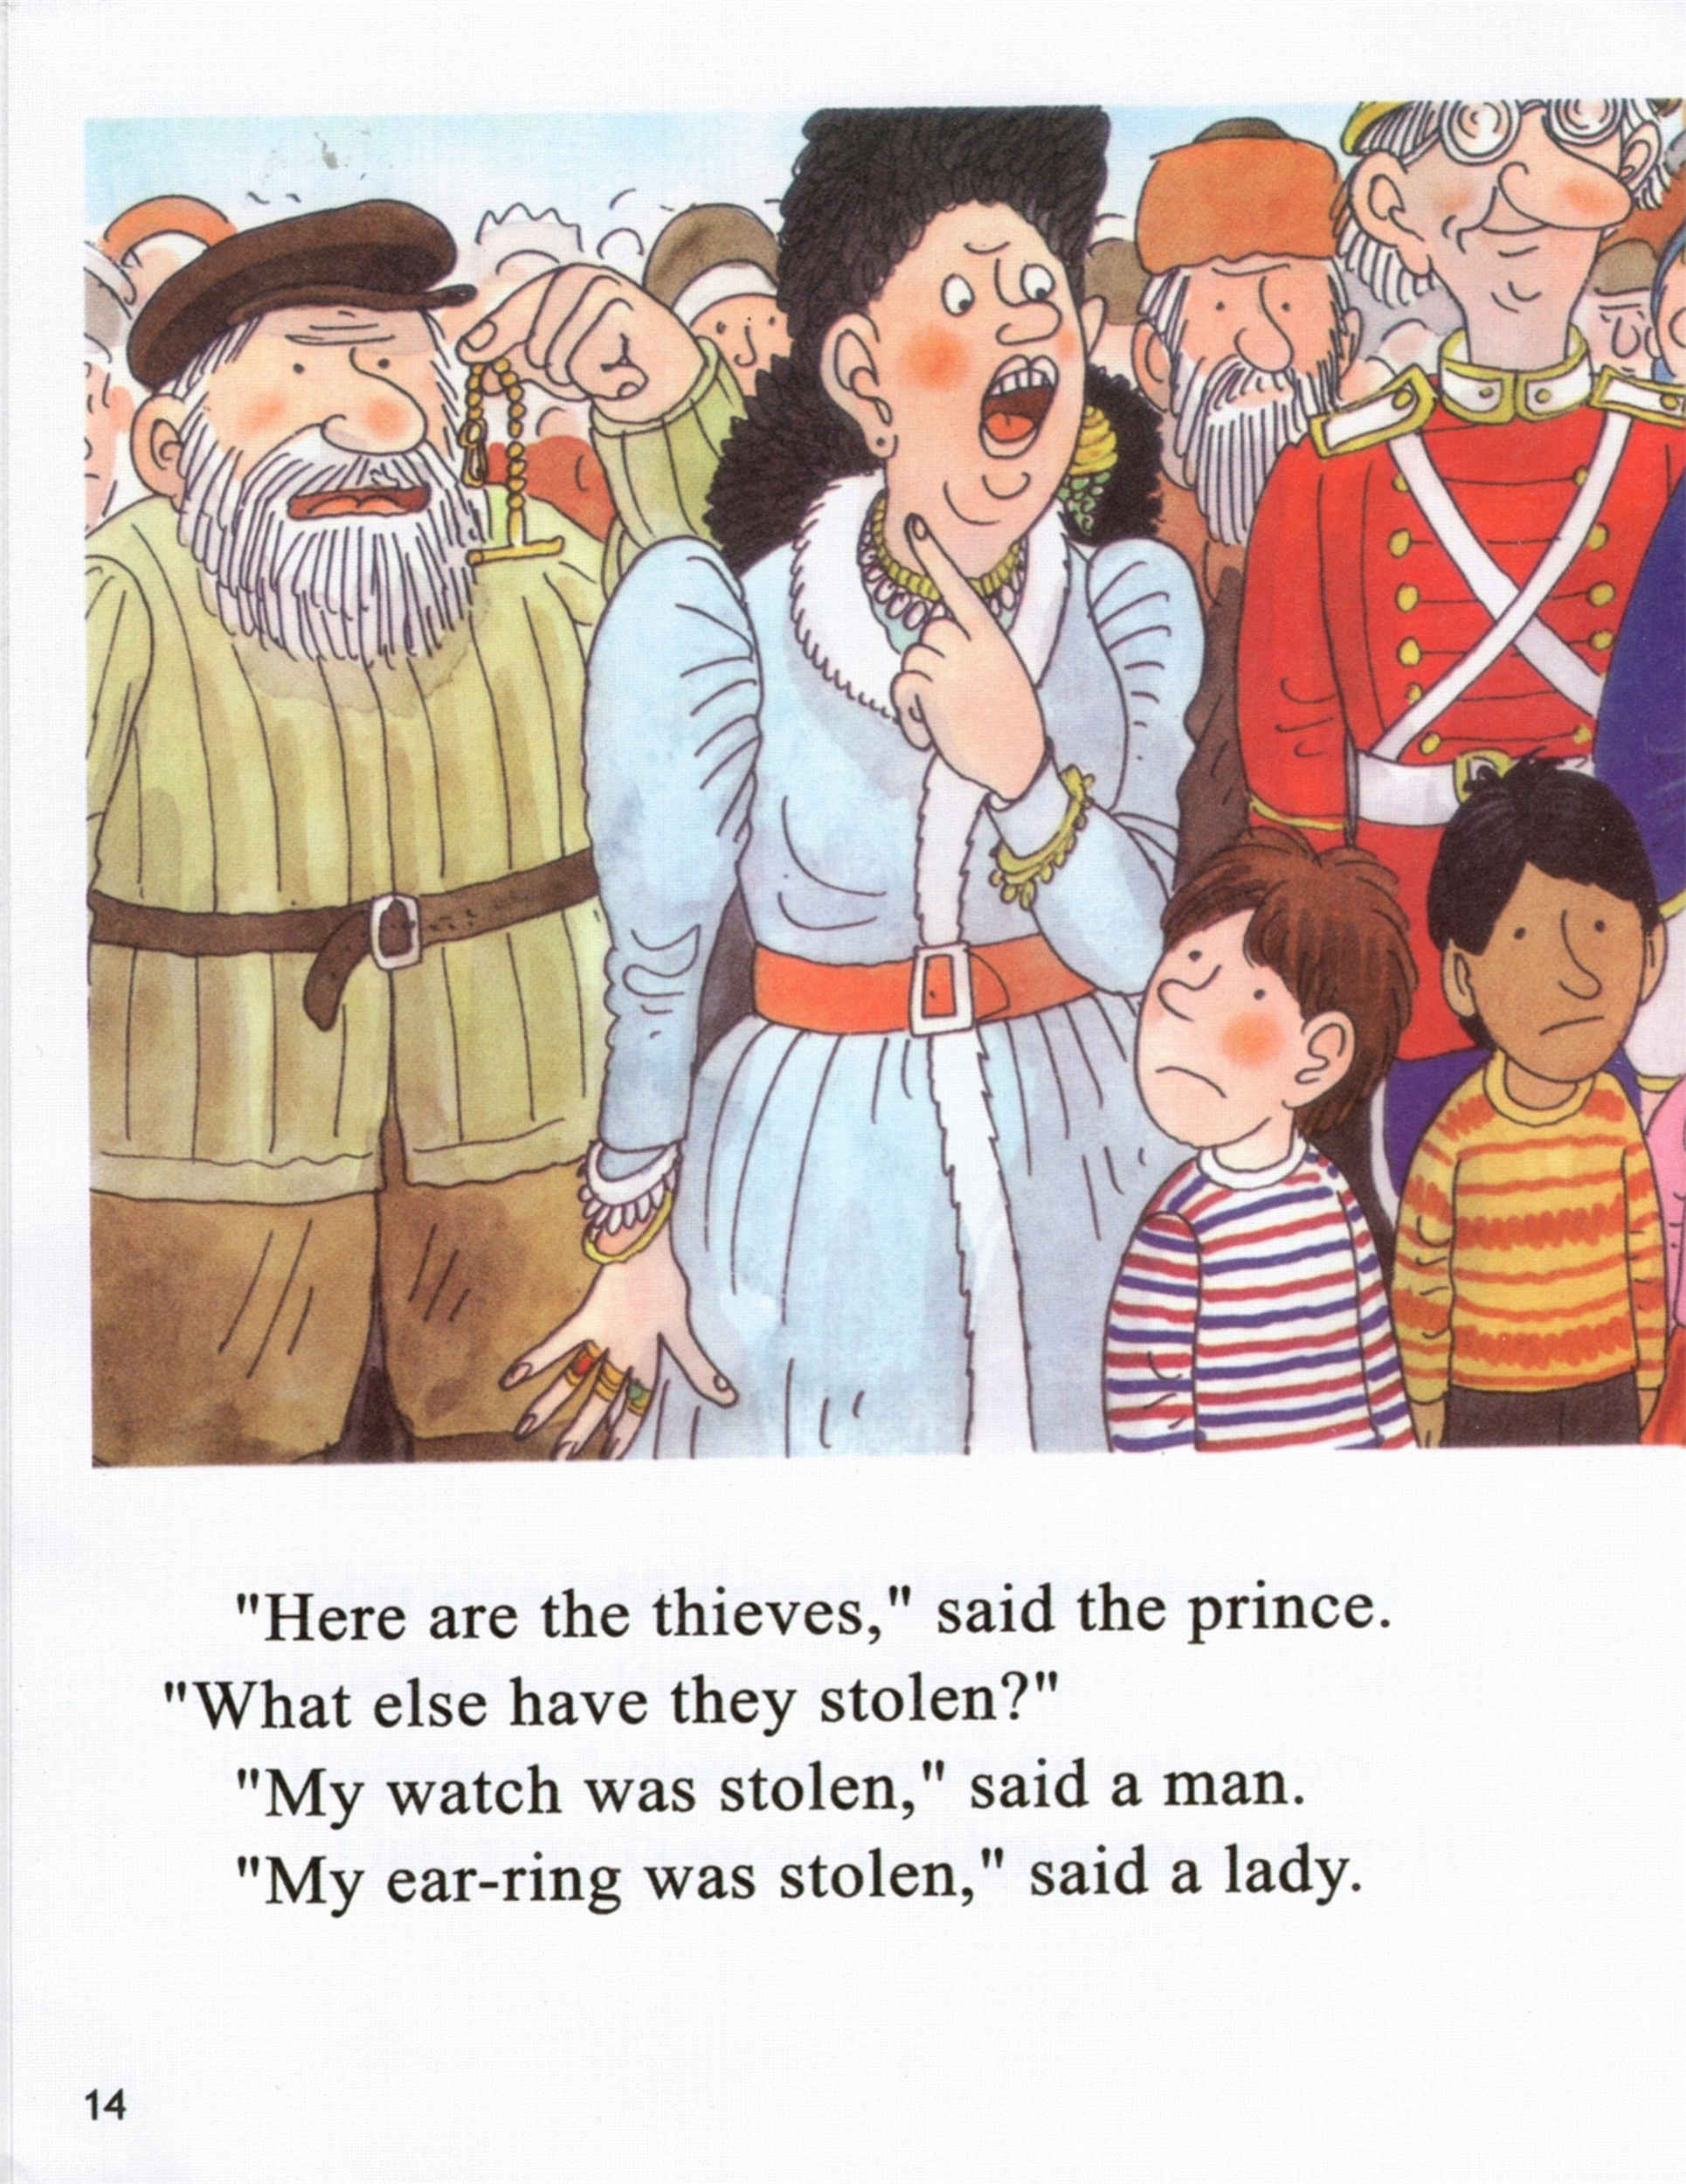 "Here are the thieves," said the prince.
"What else have they stolen?"
"My watch was stolen," said a man.
"My ear-ring was stolen," said a lady.
14